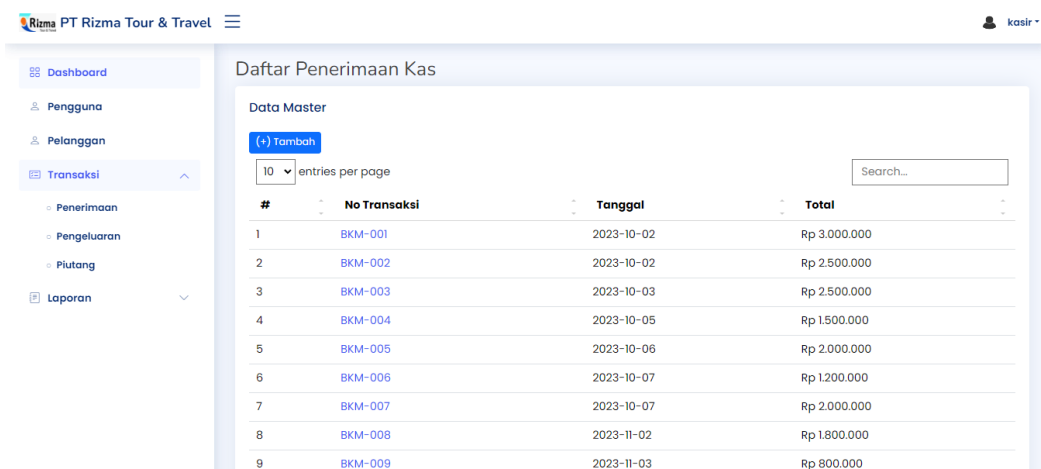 Rizma PT Rizma Tour & Travel kasir
Dashboard
Pengguna
Pelanggan
Transaksi
Penerimaan
Pengeluaran
Piutang
Laporan
Daftar Penerimaan Kas
Data Master
(+) Tambah
10 entries per page Search...
# No Transaksi Tanggal Total
1 BKM-001 2023-10-02 Rp 3.000.000
2 BKM-002 2023-10-02 Rp 2.500.000
3 BKM-003 2023-10-03 Rp 2.500.000
4 BKM-004 2023-10-05 Rp 1.500.000
5 BKM-005 2023-10-06 Rp 2.000.000
6 BKM-006 2023-10-07 Rp 1.200.000
7 BKM-007 2023-10-07 Rp 2.000.000
8 BKM-008 2023-11-02 Rp 1.800.000
9 BKM-009 2023-11-03 Rp 800.000